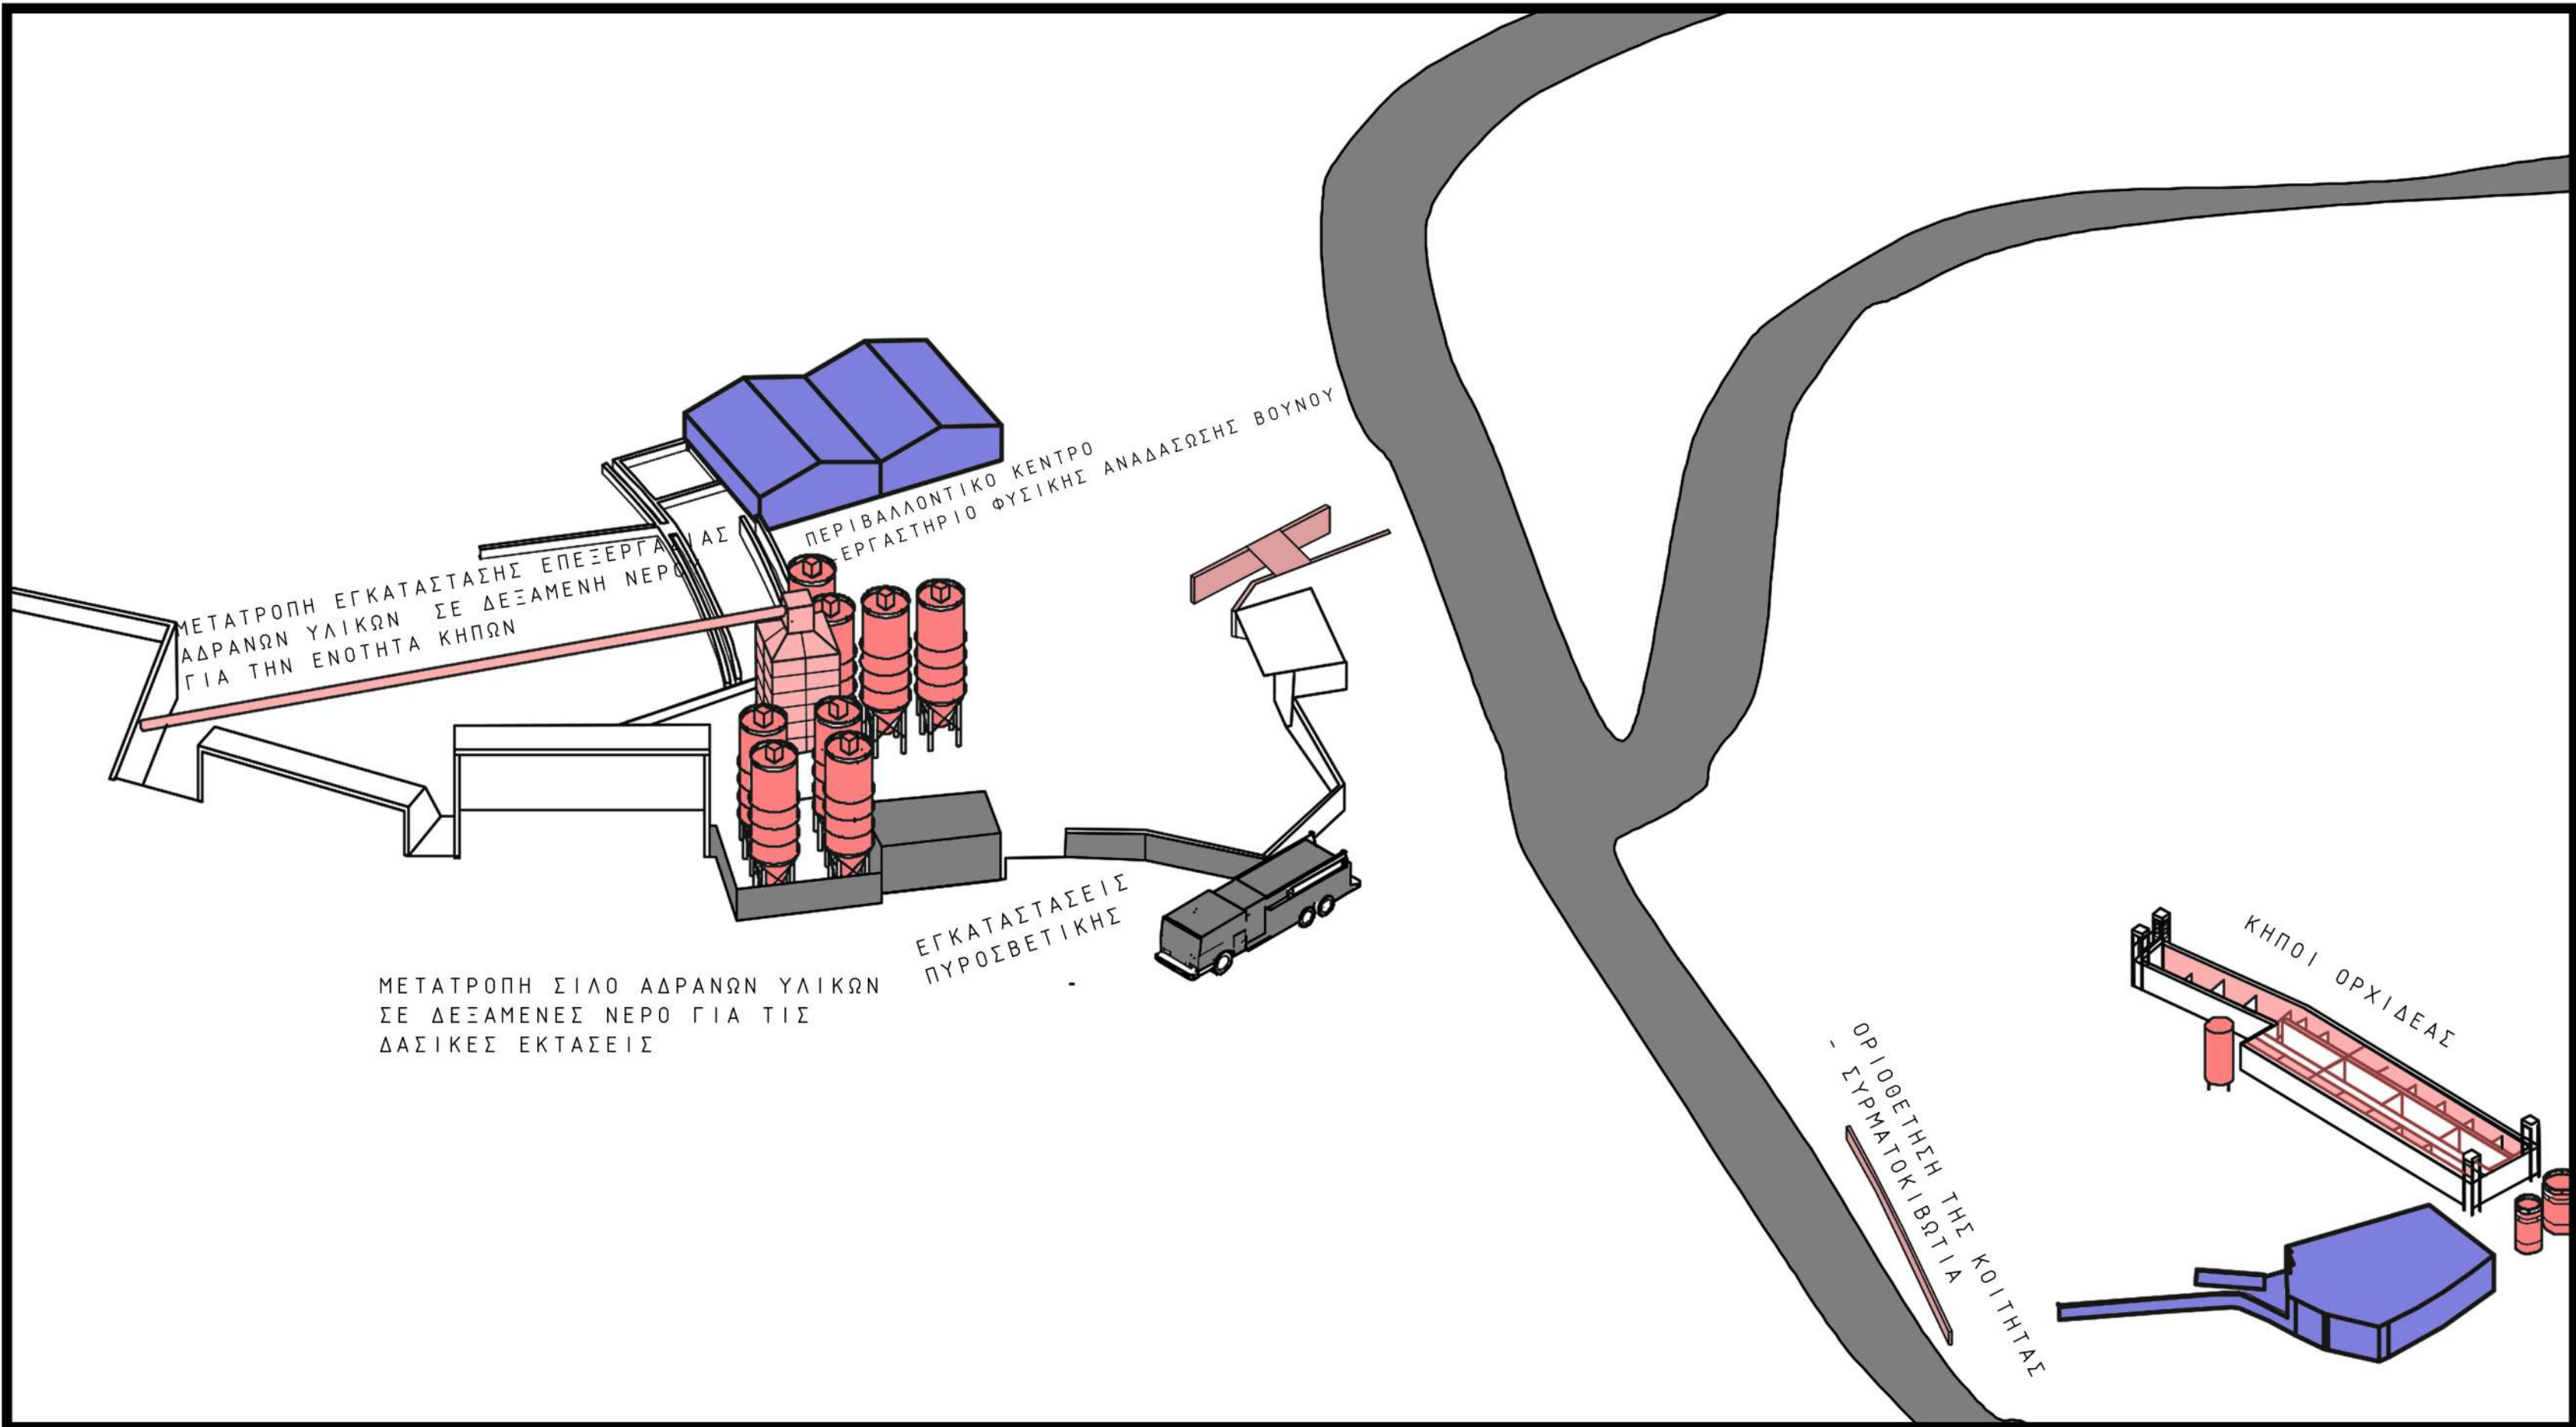 ΠΕΡΙΒΑΛΛΟΝΤΙΚΟ ΚΕΝΤΡΟ
-ΕΡΓΑΣΤΗΡΙΟ ΦΥΣΙΚΗΣ ΑΝΑΔΑΣΩΣΗΣ ΒΟΥΝΟΥ
ΜΕΤΑΤΡΟΠΗ ΕΓΚΑΤΑΣΤΑΣΗΣ ΕΠΕΞΕΡΓΑΣΙΑΣ
ΑΔΡΑΝΩΝ ΥΛΙΚΩΝ ΣΕ ΔΕΞΑΜΕΝΗ ΝΕΡΟΥ
ΓΙΑ ΤΗΝ ΕΝΟΤΗΤΑ ΚΗΠΩΝ
ΕΓΚΑΤΑΣΤΑΣΕΙΣ
ΠΥΡΟΣΒΕΤΙΚΗΣ
-
ΜΕΤΑΤΡΟΠΗ ΣΙΛΟ ΑΔΡΑΝΩΝ ΥΛΙΚΩΝ
ΣΕ ΔΕΞΑΜΕΝΕΣ ΝΕΡΟ ΓΙΑ ΤΙΣ
ΔΑΣΙΚΕΣ ΕΚΤΑΣΕΙΣ
ΚΗΠΟΙ ΟΡΧΙΔΕΑΣ
ΟΡΙΟΘΕΤΗΣΗ ΤΗΣ ΚΟΙΤΗΤΑΣ
- ΣΥΡΜΑΤΟΚΙΒΩΤΙΑ